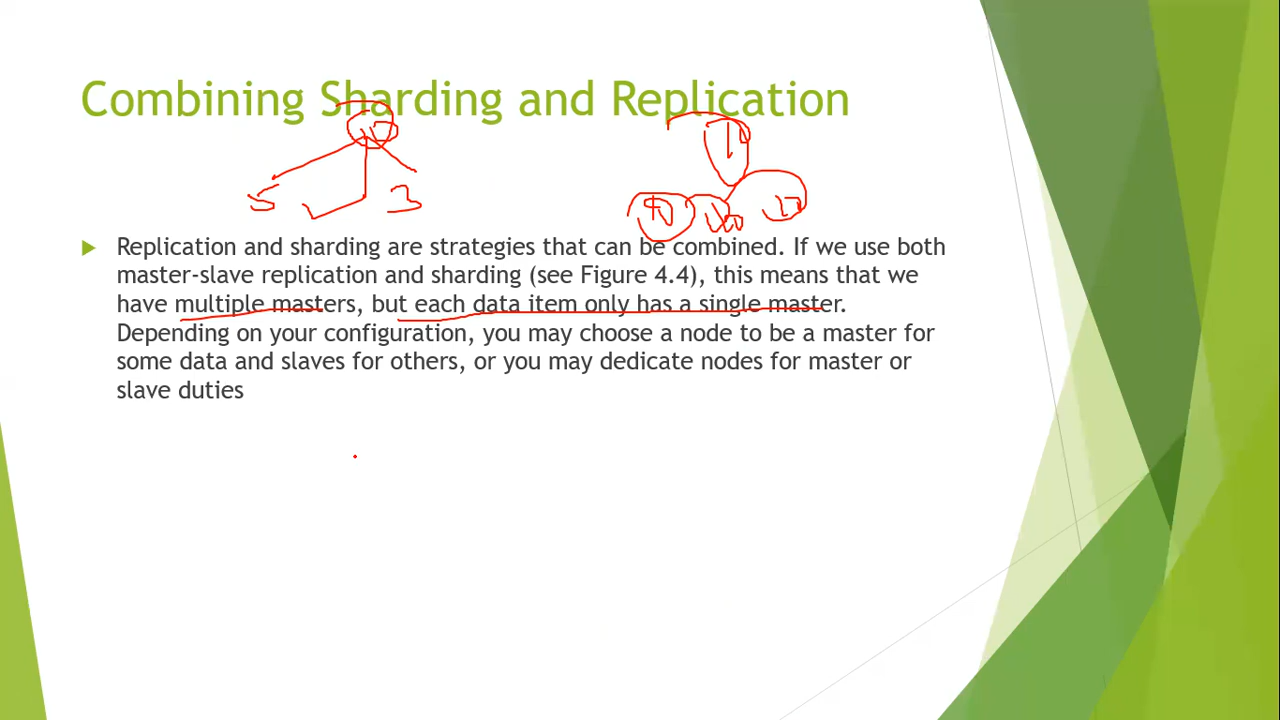 Combining Sharding and Replication
5 3
Replication and sharding are strategies that can be combined. If we use both
master-slave replication and sharding (see Figure 4.4), this means that we
have multiple masters, but each data item only has a single master.
Depending on your configuration, you may choose a node to be a master for
some data and slaves for others, or you may dedicate nodes for master or
slave duties